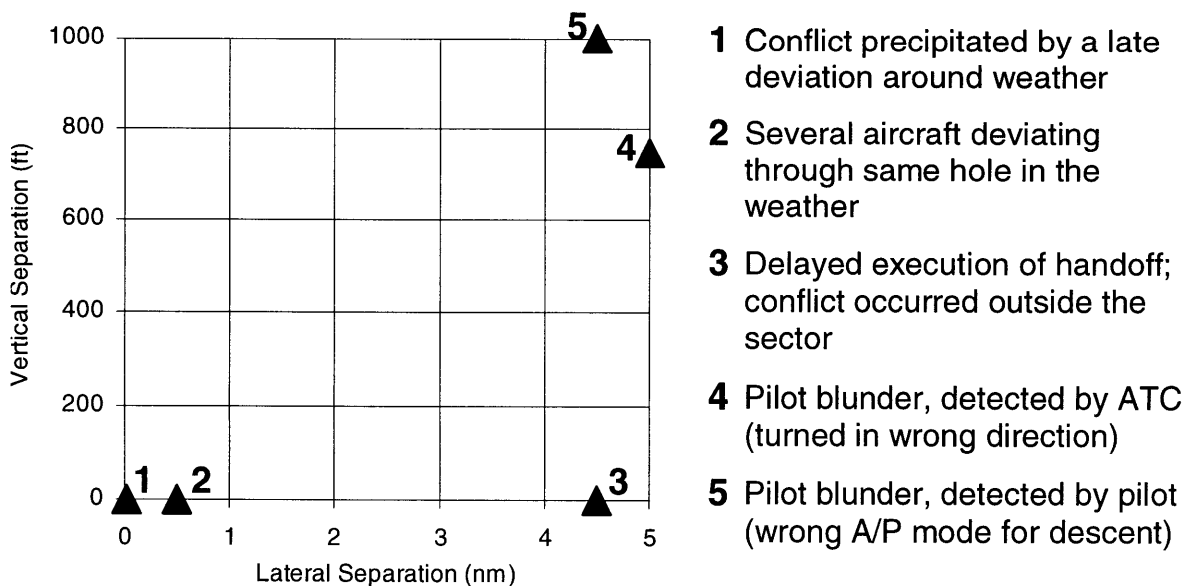 1000
800
600
400
200
0
Vertical Separation (ft)
0 1 2 3 4 5
Lateral Separation (nm)
5
4
1
2
3
1 Conflict precipitated by a late
deviation around weather
2 Several aircraft deviating
through same hole in the
weather
3 Delayed execution of handoff;
conflict occurred outside the
sector
4 Pilot blunder, detected by ATC
(turned in wrong direction)
5 Pilot blunder, detected by pilot
(wrong A/P mode for descent)